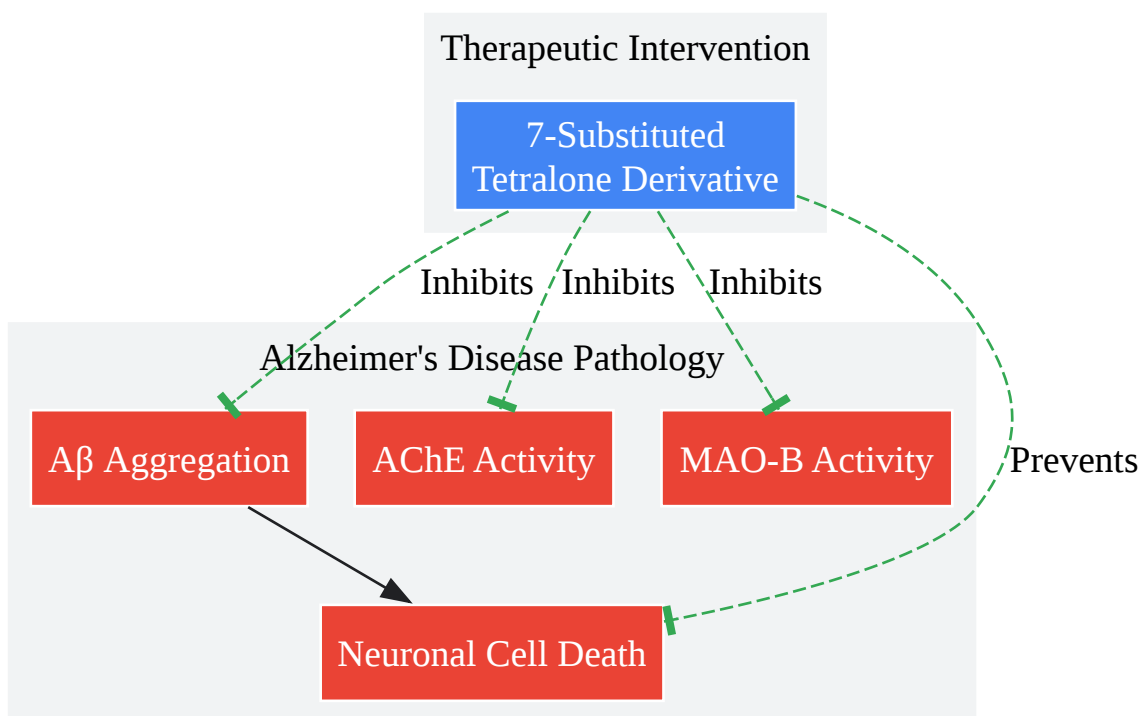 Therapeutic Intervention
7-Substituted
Tetralone Derivative
Inhibits
Inhibits
Inhibits
Alzheimer's Disease Pathology
Aβ Aggregation
AChE Activity
MAO-B Activity
Prevents
Neuronal Cell Death